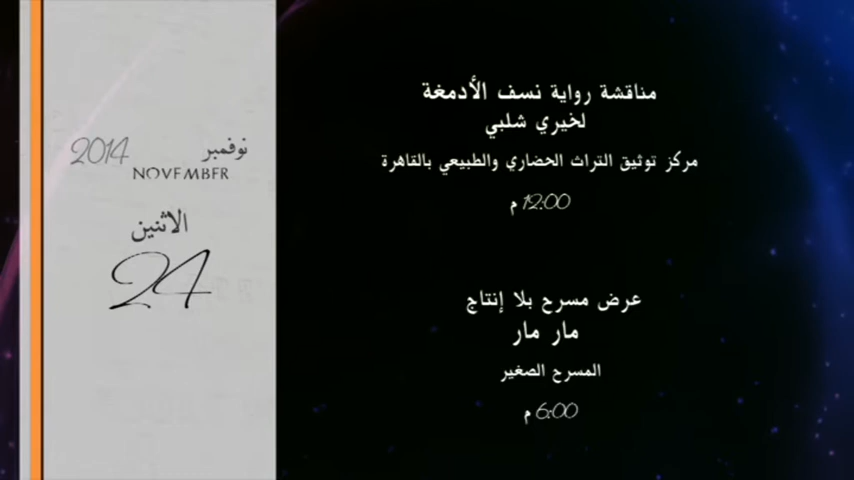 نوفمبر 2014
NOVEMBER
الاثنين
24
مناقشة رواية نسف الأدمغة
لخيري شلبي
مركز توثيق التراث الحضاري والطبيعي بالقاهرة
12:00 م
عرض مسرح بلا إنتاج
مار مار
المسرح الصغير
6:00 م